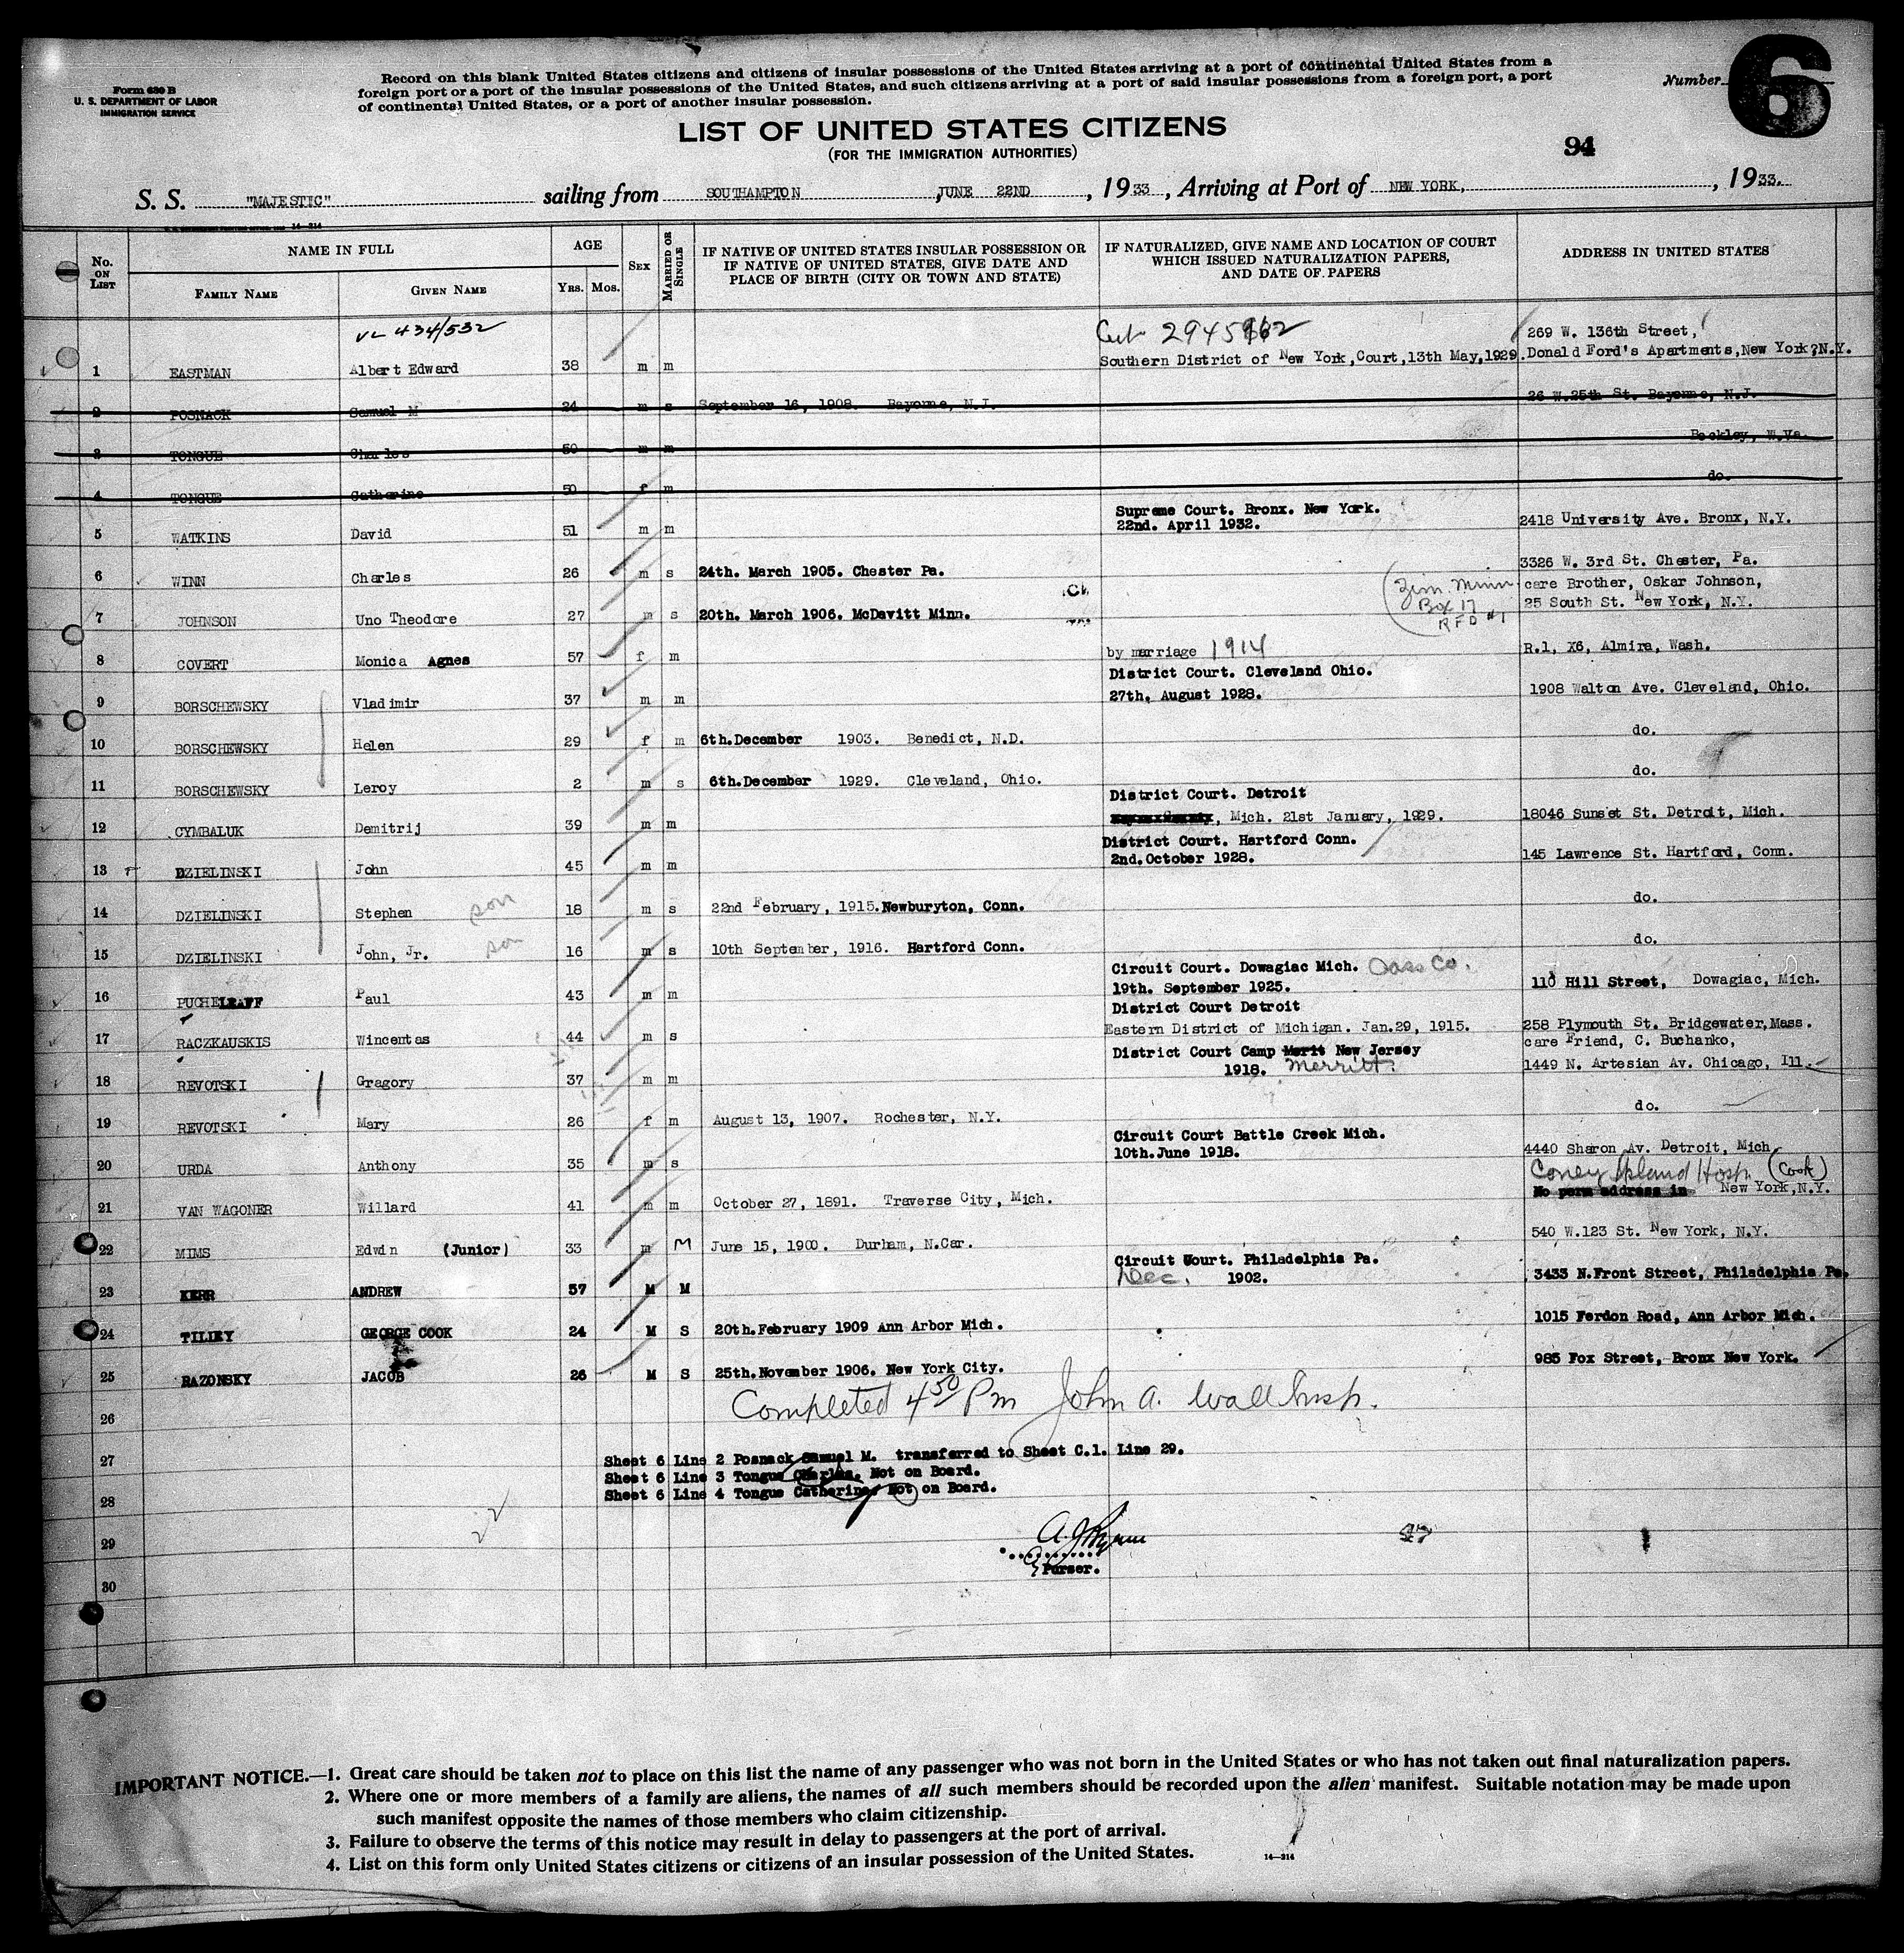 Form 630 B
U. S. DEPARTMENT OF LABOR
IMMIGRATION SERVICE
Record on this blank United States citizens and citizens of insular possessions of the United States arriving at a port of continental United States from a
foreign port or a port of the insular possessions of the United States, and such citizens arriving at a port of said insular possessions from a foreign port, a port
of continental United States, or a port of another insular possession.
Number 6
LIST OF UNITED STATES CITIZENS
(FOR THE IMMIGRATION AUTHORITIES)
94
S. S. "MAJESTIC" sailing from SOUTHAMPTON, JUNE 22ND, 1933, Arriving at Port of NEW YORK, , 1933.
14—314
No. ON LIST
NAME IN FULL
FAMILY NAME
GIVEN NAME
AGE
YRS. MOS.
SEX
MARRIED OR SINGLE
IF NATIVE OF UNITED STATES INSULAR POSSESSION OR
IF NATIVE OF UNITED STATES, GIVE DATE AND
PLACE OF BIRTH (CITY OR TOWN AND STATE)
IF NATURALIZED, GIVE NAME AND LOCATION OF COURT
WHICH ISSUED NATURALIZATION PAPERS,
AND DATE OF PAPERS
ADDRESS IN UNITED STATES
434/532
269 W. 136th Street,
1 EASTMAN Albert Edward 38 m m Southern District of New York,Court,13th May,1929. Donald Ford's Apartments,New York?N.Y.
2 POSNACK Samuel M 24 m s September 16, 1908. Bayonne, N.J. 26 W.25th St. Bayonne, N.J.
3 TONGUE Charles 50 m m Beckley, W.Va.
4 TONGUE Catherine 50 f m do.
Supreme Court. Bronx. New York.
5 WATKINS David 51 m m 22nd. April 1932. 2418 University Ave. Bronx, N.Y.
6 WINN Charles 26 m s 24th. March 1905. Chester Pa. 3326 W. 3rd St. Chester, Pa.
Zim. Minn care Brother, Oskar Johnson,
Box 17
RFD #1
7 JOHNSON Uno Theodore 27 m s 20th. March 1906. McDavitt Minn. 25 South St. New York, N.Y.
8 COVERT Monica Agnes 57 f m by marriage 1914 R.1, X6, Almira, Wash.
District Court. Cleveland Ohio.
9 BORSCHEWSKY Vladimir 37 m m 27th. August 1928. 1908 Walton Ave. Cleveland, Ohio.
10 BORSCHEWSKY Helen 29 f m 6th.December 1903. Benedict, N.D. do.
11 BORSCHEWSKY Leroy 2 m s 6th.December 1929. Cleveland, Ohio. do.
District Court. Detroit
12 CYMBALUK Demitrij 39 m m , Mich. 21st January, 1929. 18046 Sunset St. Detroit, Mich.
District Court. Hartford Conn.
13 DZIELINSKI John 45 m m 2nd.October 1928. 145 Lawrence St. Hartford, Conn.
14 DZIELINSKI Stephen son 18 m s 22nd February, 1915. Newburyton, Conn. do.
15 DZIELINSKI John, Jr. son 16 m s 10th September, 1916. Hartford Conn. do.
Circuit Court. Dowagiac Mich. Cass Co.
16 PUCHELRAFF Paul 43 m m 19th. September 1925. 110 Hill Street, Dowagiac, Mich.
District Court Detroit
17 RACZKAUSKIS Wincentas 44 m s Eastern District of Michigan. Jan.29, 1915. 258 Plymouth St. Bridgewater,Mass.
District Court Camp Merit New Jersey care Friend, C. Buchanko,
18 REVOTSKI Gragory 37 m m 1918. Merritt. 1449 N. Artesian Av. Chicago, Ill.
19 REVOTSKI Mary 26 f m August 13, 1907. Rochester, N.Y. do.
Circuit Court Battle Creek Mich.
20 URDA Anthony 35 m s 10th.June 1918. 4440 Sharon Av. Detroit, Mich.
Coney Island Hosp (Cook)
21 VAN WAGONER Willard 41 m m October 27, 1891. Traverse City, Mich. No perm address in New York,N.Y.
22 MIMS Edwin (Junior) 33 m M June 15, 1900. Durham, N.Car. 540 W.123 St. New York, N.Y.
Circuit Court. Philadelphia Pa.
23 KERR ANDREW 57 M M Dec. 1902. 3433 N.Front Street, Philadelphia Pa.
24 TILLEY GEORGE COOK 24 M S 20th.February 1909 Ann Arbor Mich. 1015 Ferdon Road, Ann Arbor Mich.
25 RAZONSKY JACOB 26 M S 25th.November 1906. New York City. 985 Fox Street, Bronx New York.
26 Completed 4 50 Pm John A. Wall Insp.
27 Sheet 6 Line 2 Posnack Samuel M. transferred to Sheet C.1. Line 29.
Sheet 6 Line 3 Tongue Charles. Not on Board.
28 Sheet 6 Line 4 Tongue Catherine. Not on Board.
29
Purser.
30
IMPORTANT NOTICE.—1. Great care should be taken not to place on this list the name of any passenger who was not born in the United States or who has not taken out final naturalization papers.
2. Where one or more members of a family are aliens, the names of all such members should be recorded upon the alien manifest. Suitable notation may be made upon
such manifest opposite the names of those members who claim citizenship.
3. Failure to observe the terms of this notice may result in delay to passengers at the port of arrival.
4. List on this form only United States citizens or citizens of an insular possession of the United States.
14—314